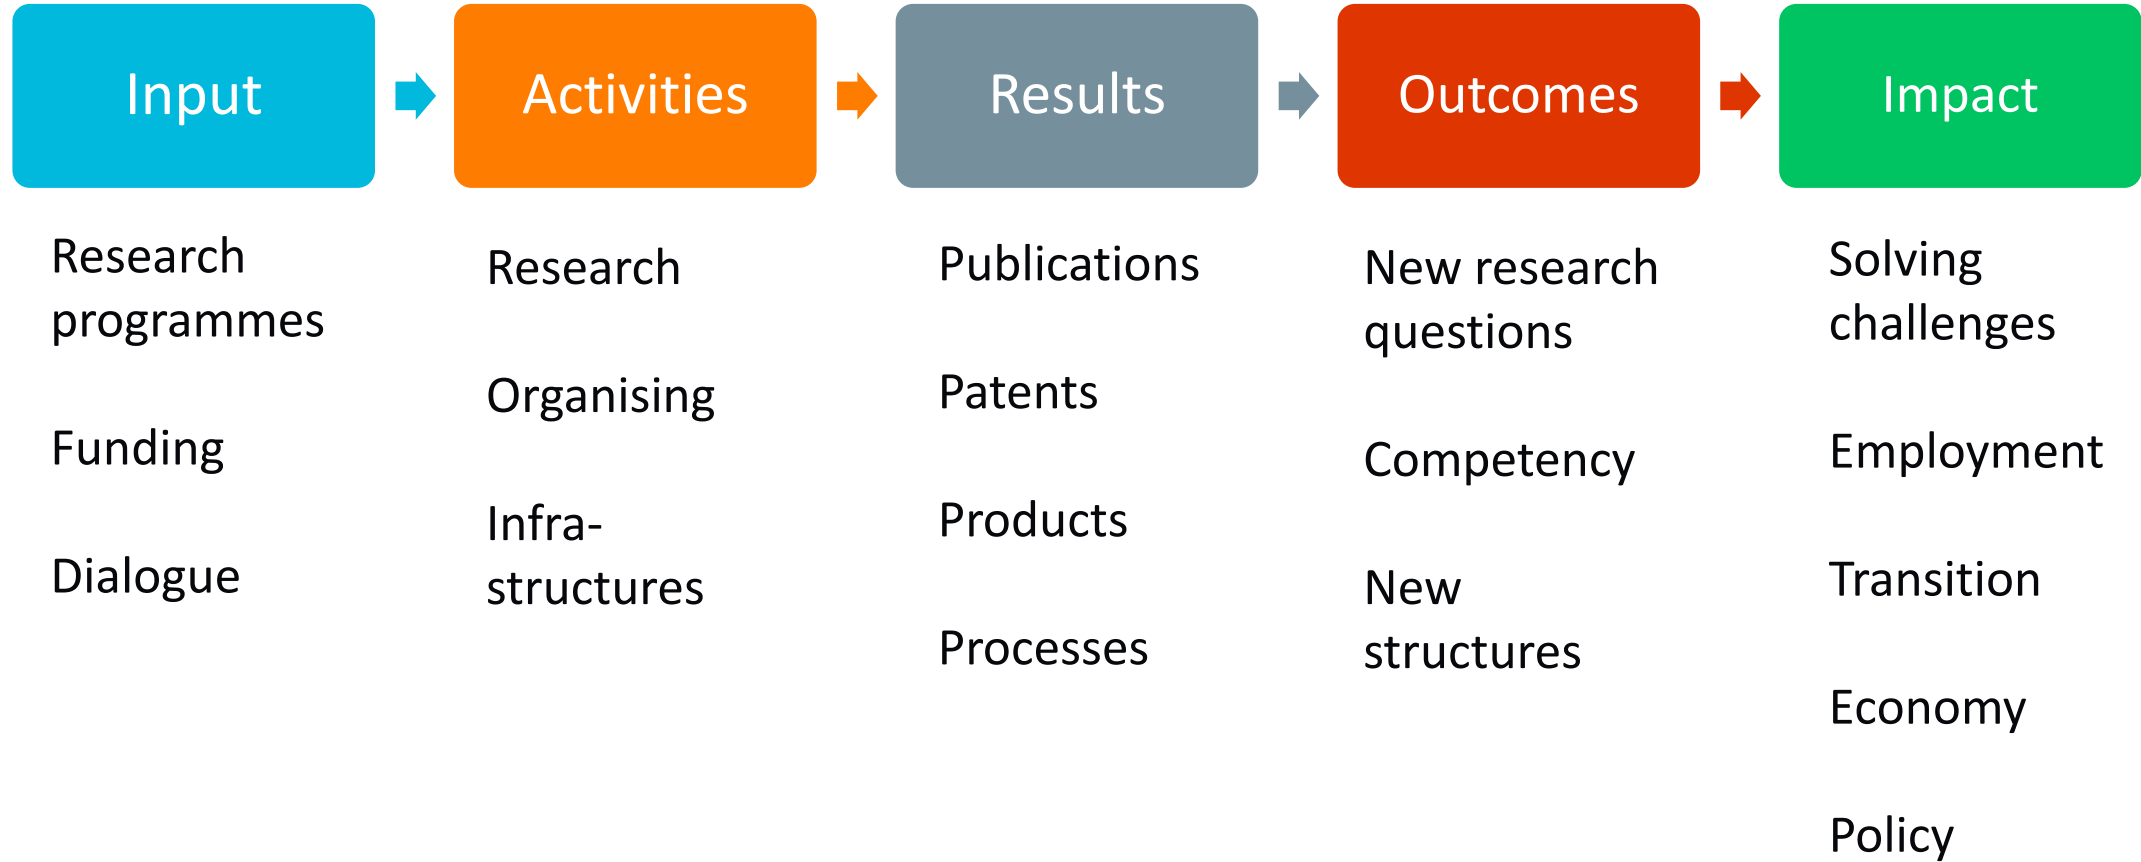 Input
Activities
Results
Outcomes
Impact
Research
programmes
Funding
Dialogue
Research
Organising
Infra-
structures
Publications
Patents
Products
Processes
New research
questions
Competency
New
structures
Solving
challenges
Employment
Transition
Economy
Policy